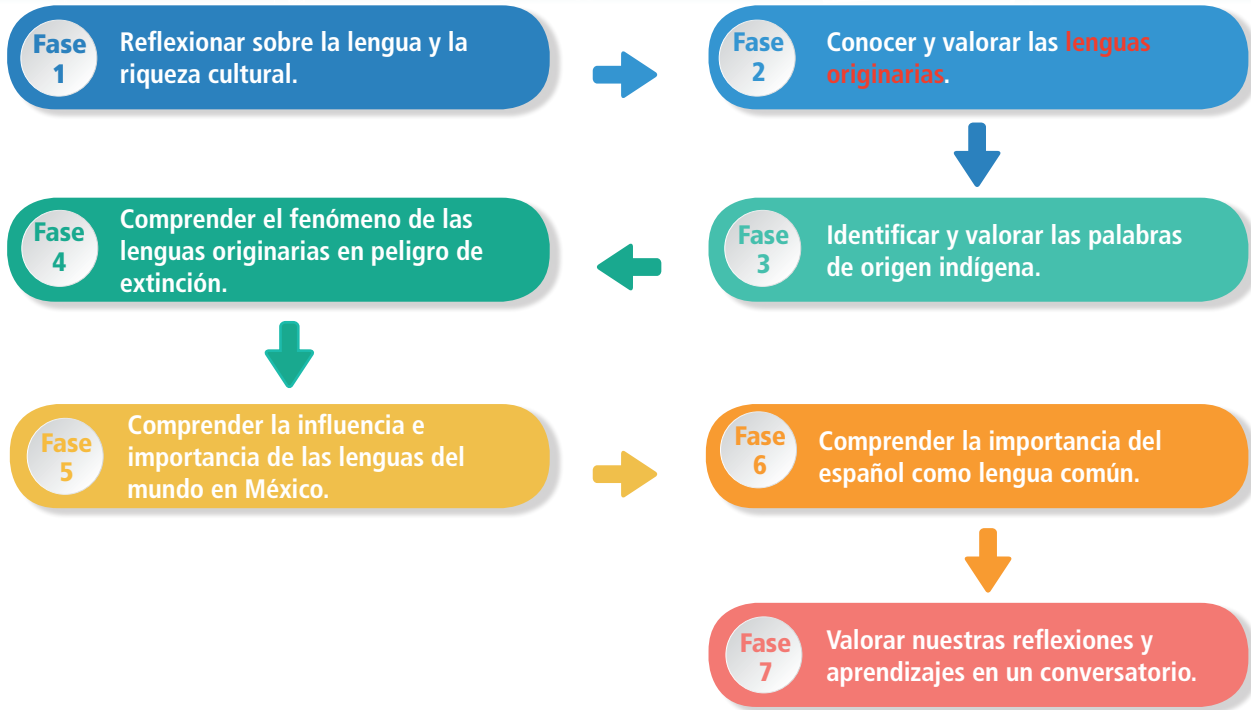 Fase
1
Reflexionar sobre la lengua y la
riqueza cultural.
Fase
2
Conocer y valorar las lenguas
originarias.
Fase
3
Identificar y valorar las palabras
de origen indígena.
Fase
4
Comprender el fenómeno de las
lenguas originarias en peligro de
extinción.
Fase
5
Comprender la influencia e
importancia de las lenguas del
mundo en México.
Fase
6
Comprender la importancia del
español como lengua común.
Fase
7
Valorar nuestras reflexiones y
aprendizajes en un conversatorio.